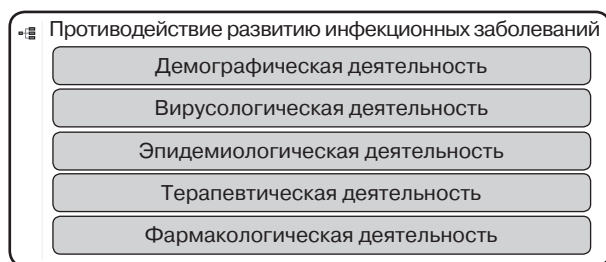 Противодействие развитию инфекционных заболеваний
Демографическая деятельность
Вирусологическая деятельность
Эпидемиологическая деятельность
Терапевтическая деятельность
Фармакологическая деятельность